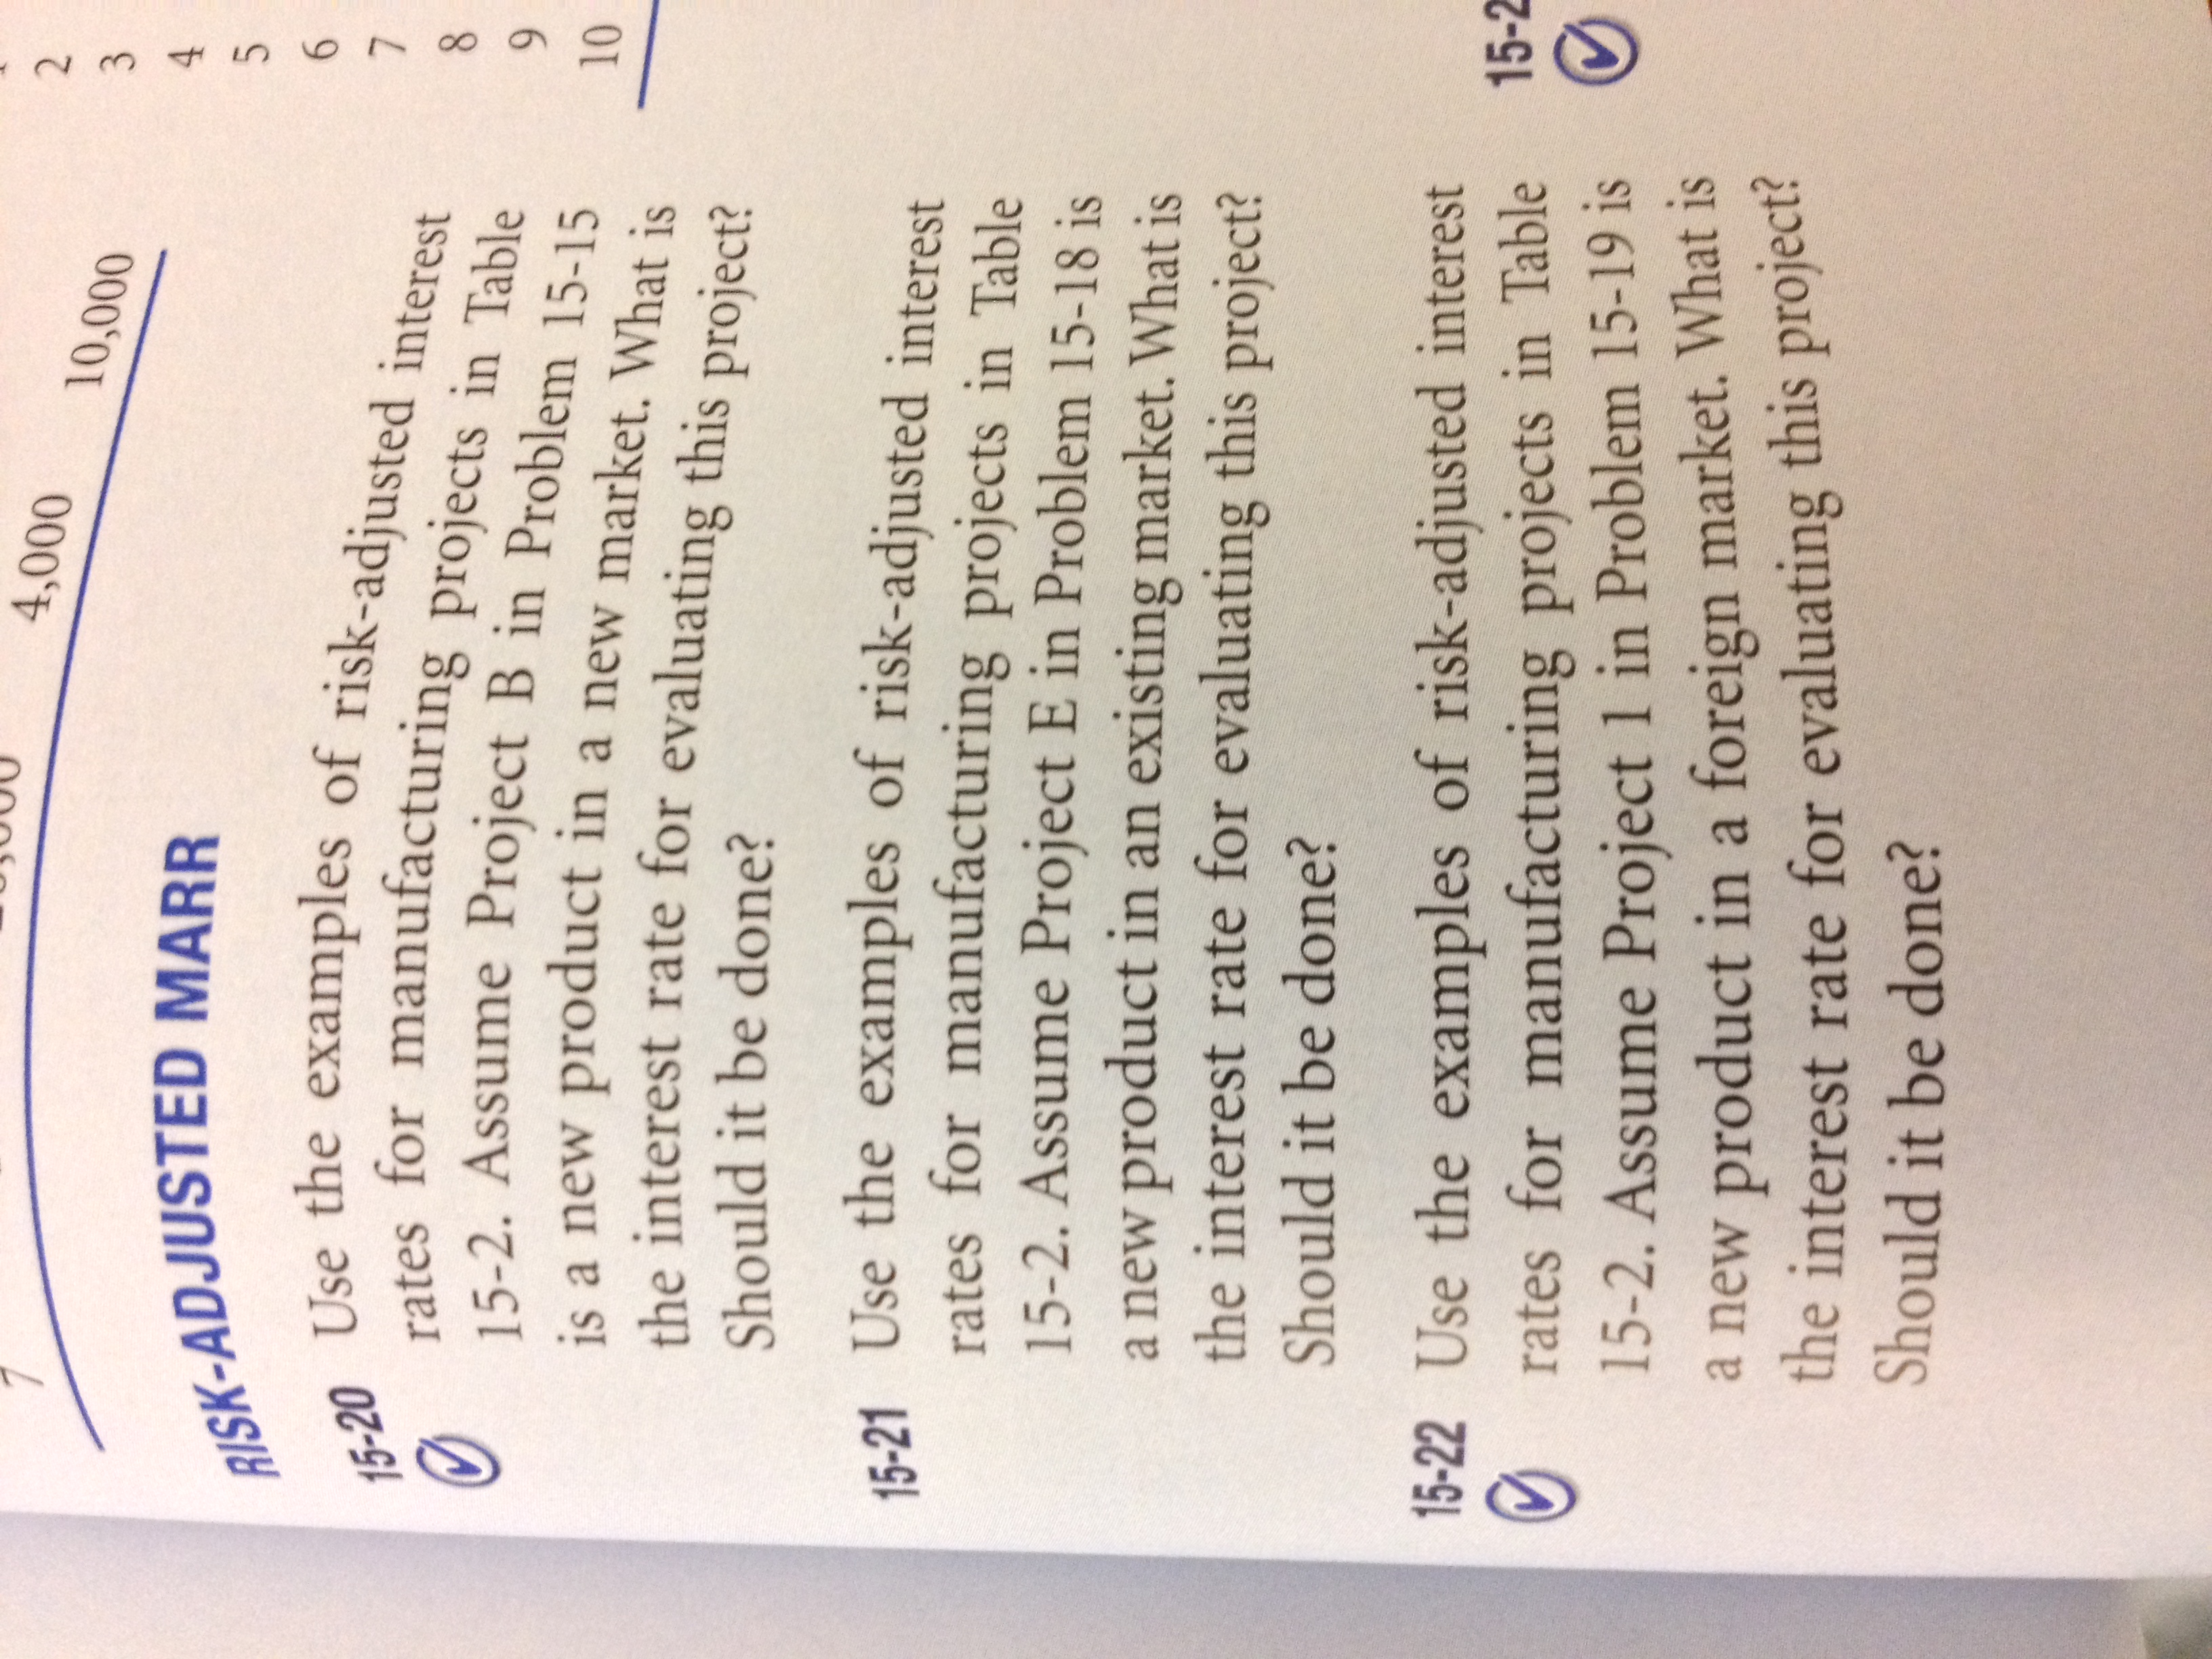 7
4,000
10,000
RISK-ADJUSTED MARR
15-20 Use the examples of risk-adjusted interest
rates for manufacturing projects in Table
15-2. Assume Project B in Problem 15-15
is a new product in a new market. What is
the interest rate for evaluating this project?
Should it be done?
15-21 Use the examples of risk-adjusted interest
rates for manufacturing projects in Table
15-2. Assume Project E in Problem 15-18 is
a new product in an existing market. What is
the interest rate for evaluating this project?
Should it be done?
15-22 Use the examples of risk-adjusted interest
rates for manufacturing projects in Table
15-2. Assume Project 1 in Problem 15-19 is
a new product in a foreign market. What is
the interest rate for evaluating this project?
Should it be done?
2
3
4
5
6
7
8
9
10
15-2